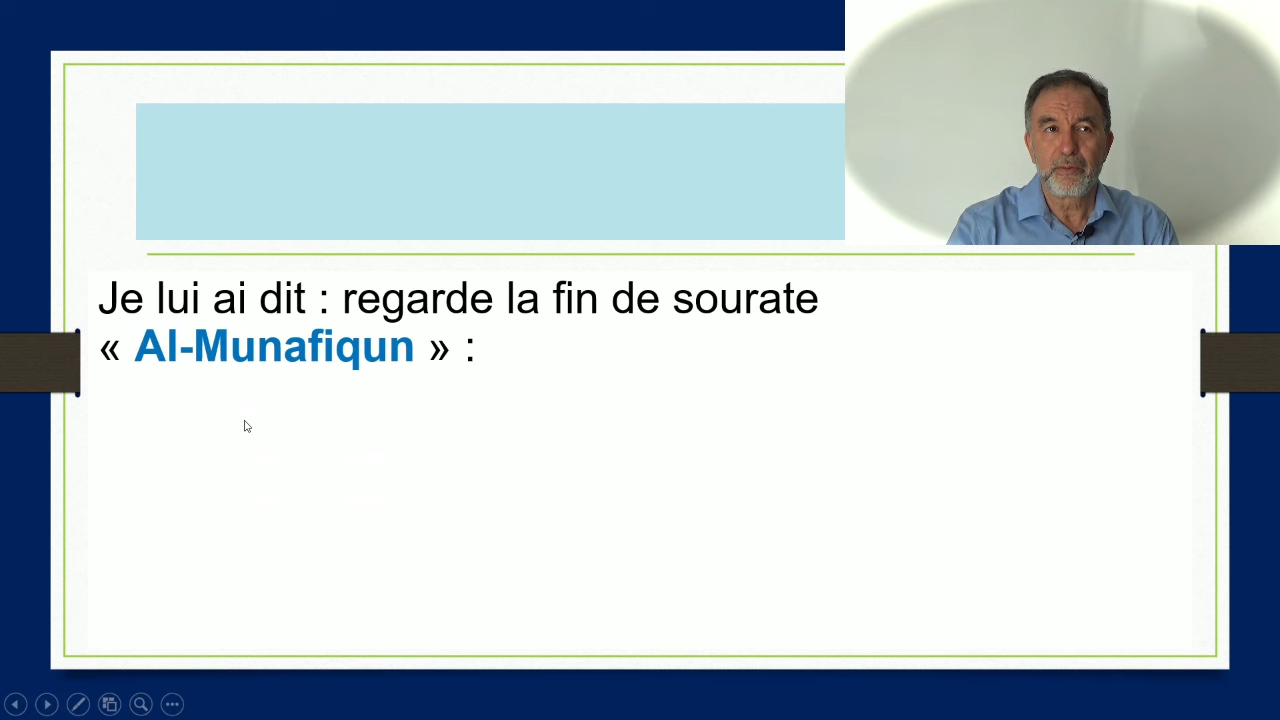 Je lui ai dit : regarde la fin de sourate
« Al-Munafiqun » :